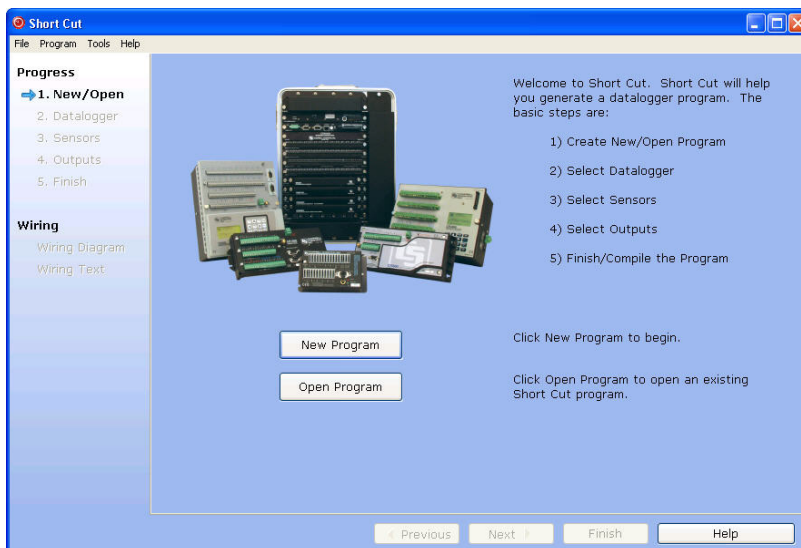 Short Cut
File Program Tools Help
Progress
1. New/Open
2. Datalogger
3. Sensors
4. Outputs
5. Finish
Wiring
Wiring Diagram
Wiring Text
Welcome to Short Cut. Short Cut will help
you generate a datalogger program. The
basic steps are:
1) Create New/Open Program
2) Select Datalogger
3) Select Sensors
4) Select Outputs
5) Finish/Compile the Program
New Program
Click New Program to begin.
Open Program
Click Open Program to open an existing
Short Cut program.
Previous
Next
Finish
Help